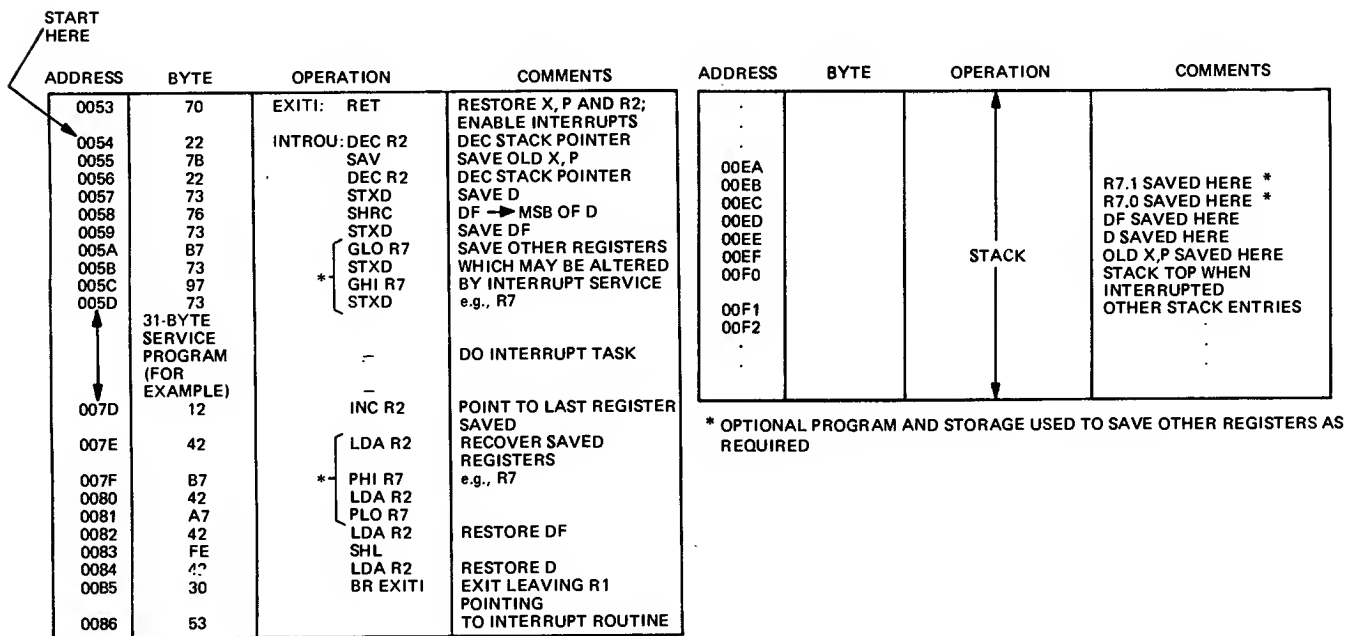 START
HERE
ADDRESS BYTE OPERATION COMMENTS
0053 70 EXITI: RET RESTORE X, P AND R2;
ENABLE INTERRUPTS
0054 22 INTROU: DEC R2 DEC STACK POINTER
0055 7B SAV SAVE OLD X, P
0056 22 DEC R2 DEC STACK POINTER
0057 73 STXD SAVE D
0058 76 SHRC DF → MSB OF D
0059 73 STXD SAVE DF
005A B7 GLO R7 SAVE OTHER REGISTERS
005B 73 STXD WHICH MAY BE ALTERED
005C 97 *- GHI R7 BY INTERRUPT SERVICE
005D 73 STXD e.g., R7
31-BYTE
SERVICE
PROGRAM – DO INTERRUPT TASK
(FOR
EXAMPLE) –
007D 12 INC R2 POINT TO LAST REGISTER
SAVED
007E 42 LDA R2 RECOVER SAVED
REGISTERS
007F B7 *- PHI R7 e.g., R7
0080 42 LDA R2
0081 A7 PLO R7
0082 42 LDA R2 RESTORE DF
0083 FE SHL
0084 LDA R2 RESTORE D
00B5 30 BR EXITI EXIT LEAVING R1
POINTING
0086 53 TO INTERRUPT ROUTINE
ADDRESS BYTE OPERATION COMMENTS
.
.
.
00EA
00EB R7.1 SAVED HERE *
00EC R7.0 SAVED HERE *
00ED DF SAVED HERE
00EE D SAVED HERE
00EF STACK OLD X,P SAVED HERE
00F0 STACK TOP WHEN
INTERRUPTED
00F1 OTHER STACK ENTRIES
00F2 .
. .
. .
* OPTIONAL PROGRAM AND STORAGE USED TO SAVE OTHER REGISTERS AS
REQUIRED